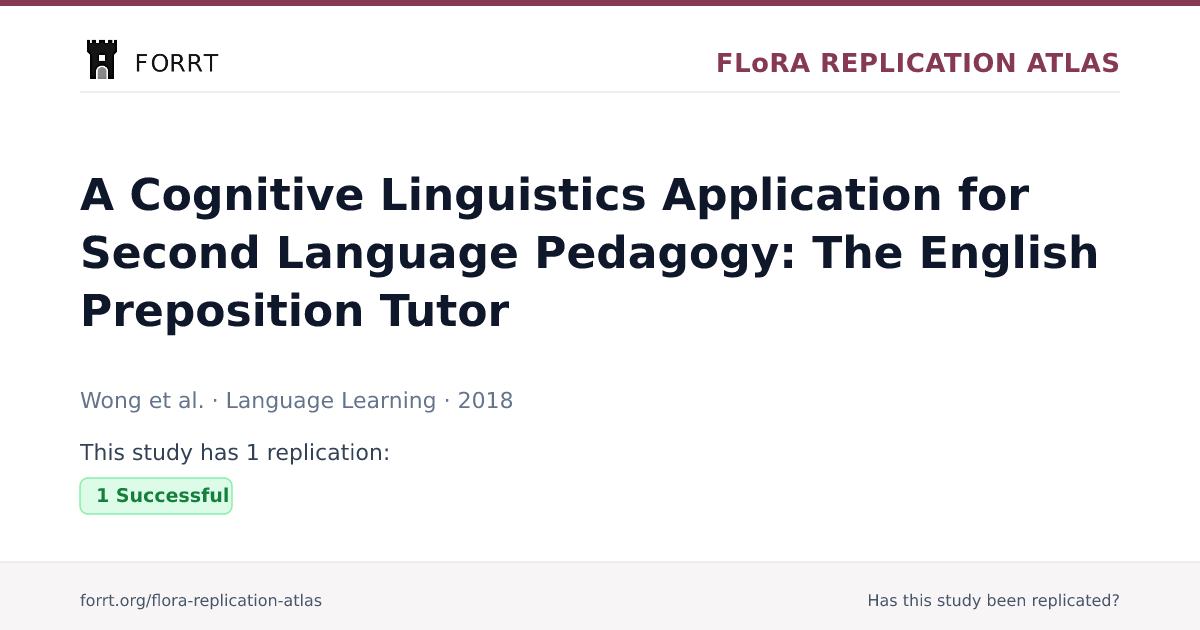 FORRT
FLoRA REPLICATION ATLAS
A Cognitive Linguistics Application for
Second Language Pedagogy: The English
Preposition Tutor
Wong et al. · Language Learning · 2018
This study has 1 replication:
1 Successful
forrt.org/flora-replication-atlas
Has this study been replicated?